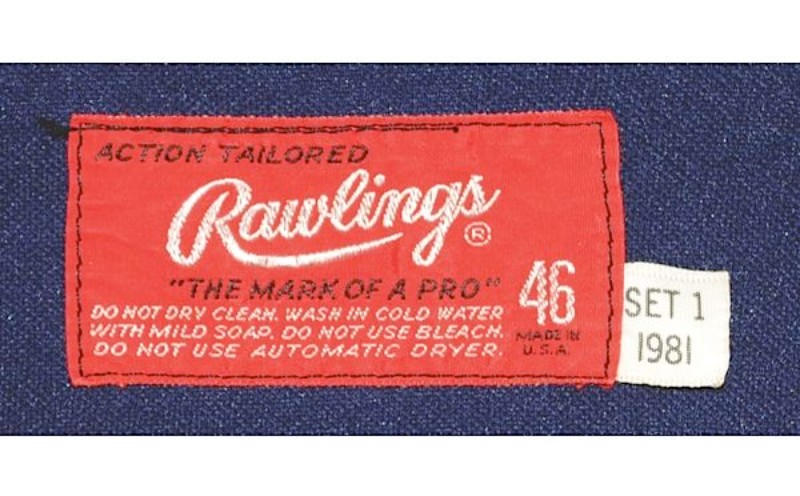 ACTION TAILORED
Rawlings ®
"THE MARK OF A PRO"
DO NOT DRY CLEAN. WASH IN COLD WATER
WITH MILD SOAP. DO NOT USE BLEACH.
DO NOT USE AUTOMATIC DRYER.
46
MADE IN
U.S.A.
SET 1
1981